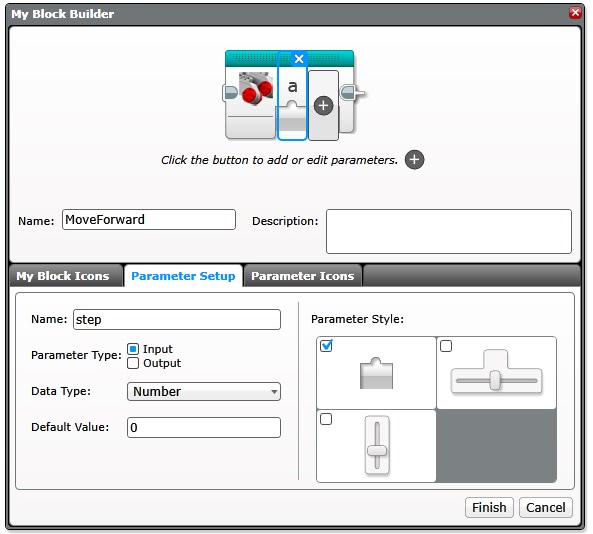 My Block Builder
a
Click the button to add or edit parameters.
Name: MoveForward Description:
My Block Icons Parameter Setup Parameter Icons
Name: step
Parameter Type: Input
Output
Data Type: Number
Default Value: 0
Parameter Style:
Finish Cancel